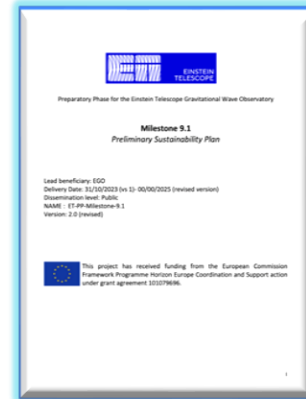 EINSTEIN
TELESCOPE
Preparatory Phase for the Einstein Telescope Gravitational Wave Observatory
Milestone 9.1
Preliminary Sustainability Plan
Lead beneficiary: EGO
Delivery Date: 31/10/2023 (vs 1)- 00/00/2025 (revised version)
Dissemination level: Public
NAME : ET-PP-Milestone-9.1
Version: 2.0 (revised)
This project has received funding from the European Commission
Framework Programme Horizon Europe Coordination and Support action
under grant agreement 101079696.
1